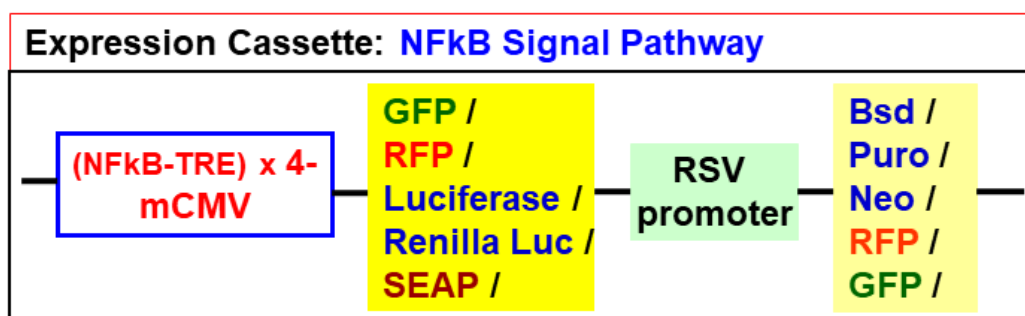 Expression Cassette: NFkB Signal Pathway
(NFkB-TRE) x 4-
mCMV
GFP /
RFP /
Luciferase /
Renilla Luc /
SEAP /
RSV
promoter
Bsd /
Puro /
Neo /
RFP /
GFP /